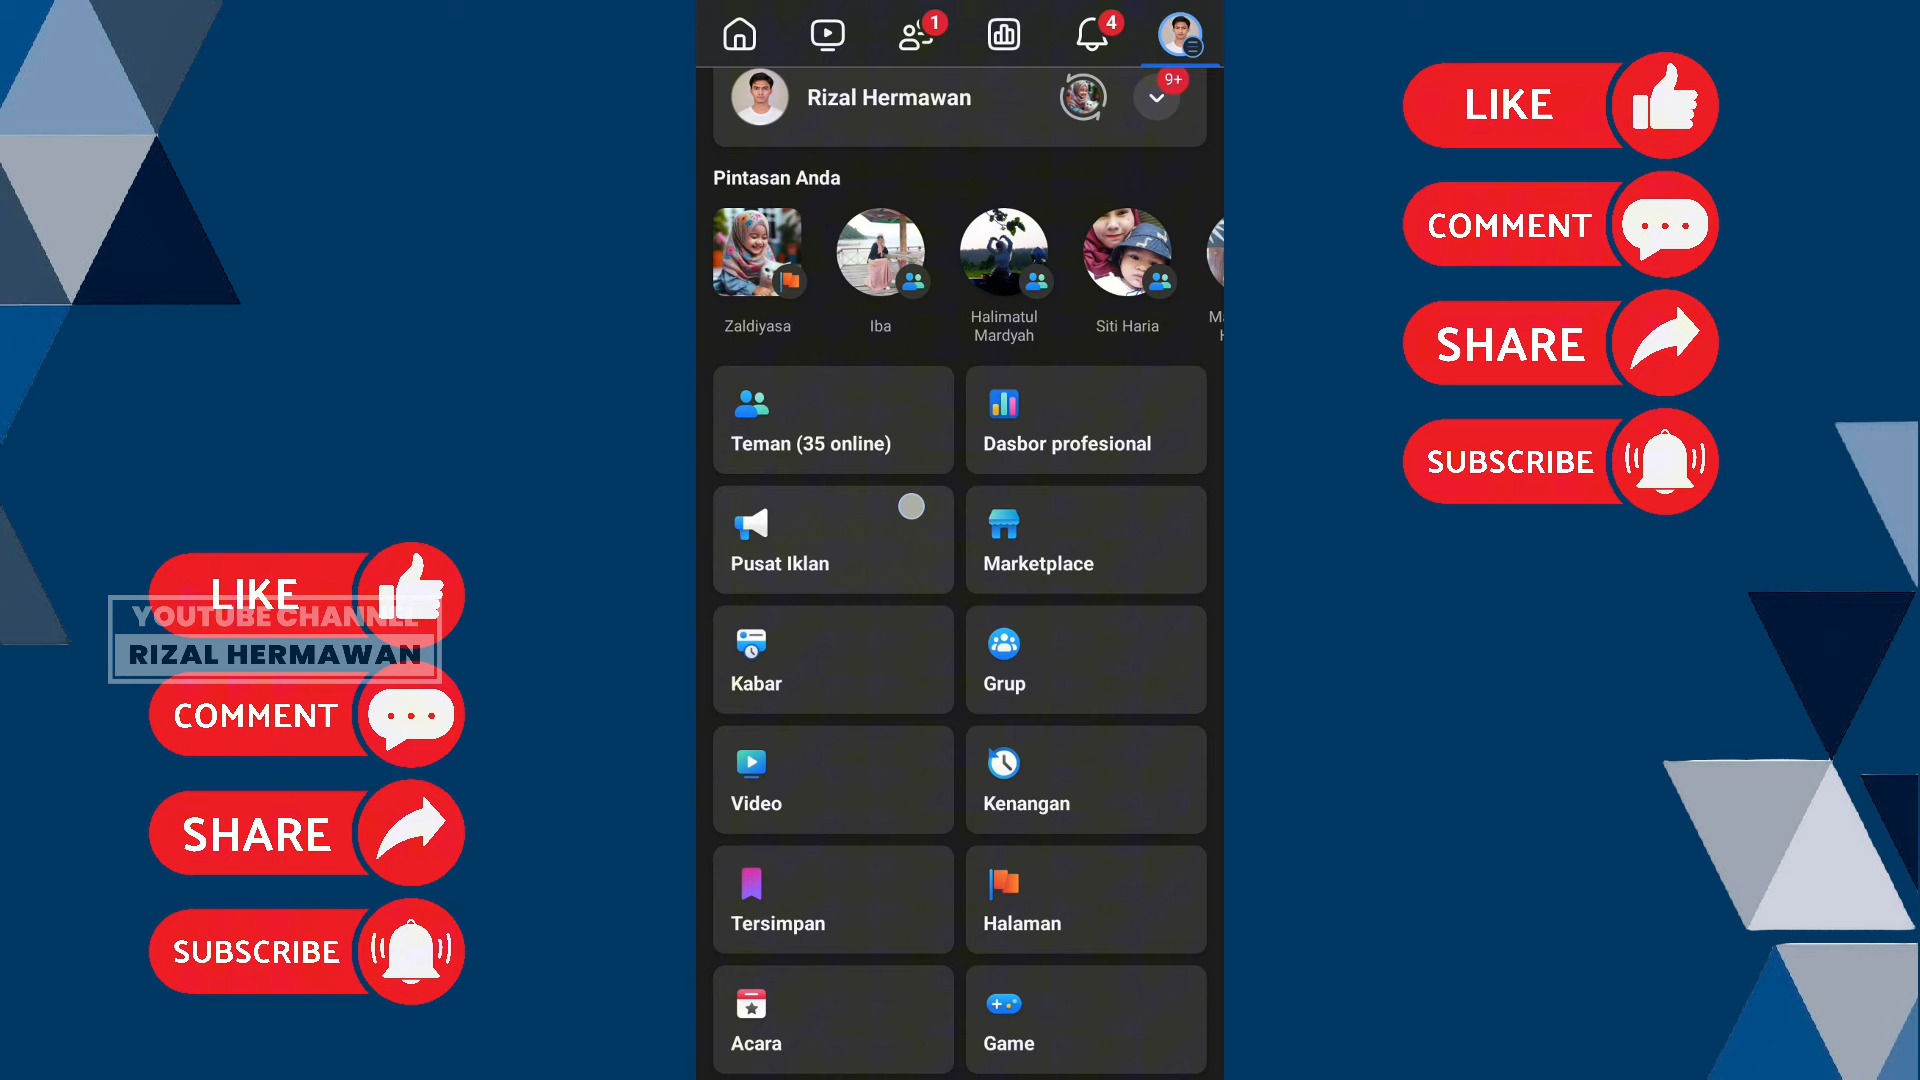 1
4
Rizal Hermawan
9+
Pintasan Anda
Zaldiyasa
Iba
Halimatul
Mardyah
Siti Haria
Teman (35 online)
Dasbor profesional
Pusat Iklan
Marketplace
Kabar
Grup
Video
Kenangan
Tersimpan
Halaman
Acara
Game
LIKE
COMMENT
SHARE
SUBSCRIBE
LIKE
YOUTUBE CHANNEL
RIZAL HERMAWAN
COMMENT
SHARE
SUBSCRIBE